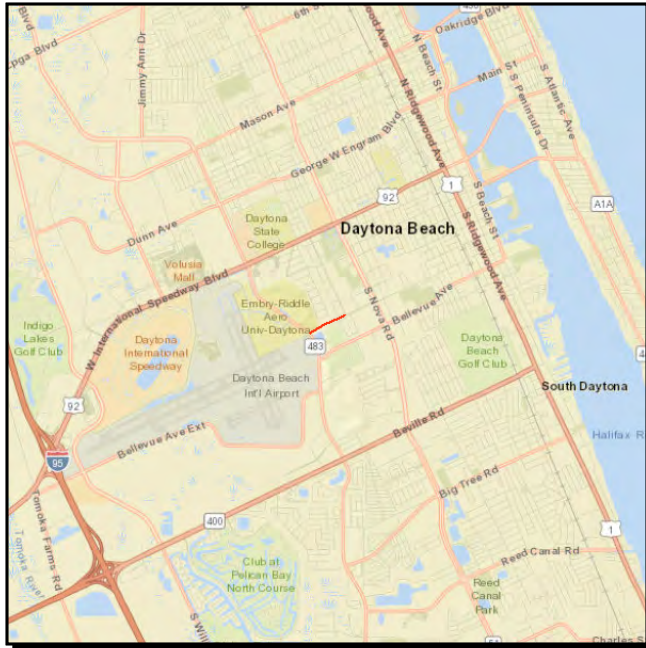 6th S
Oakridge Blvd
Lpga Blvd
Jimmy Ann Dr
N Beach St
Main St
S Atlantic Ave
S Peninsula Dr
Mason Ave
N Ridgewood Ave
George W Engram Blvd
92
1
A1A
Dunn Ave
Daytona
State
College
Daytona Beach
S Beach St
S Ridgewood Ave
Volusia
Mall
W International Speedway Blvd
Embry-Riddle
Aero
Univ-Daytona
S Nova Rd
Bellevue Ave
Indigo
Lakes
Golf Club
Daytona
International
Speedway
483
Daytona
Beach
Golf Club
Daytona Beach
Int'l Airport
South Daytona
92
Beville Rd
Bellevue Ave Ext
Halifax R
95
Big Tree Rd
Tomoka Farms Rd
Tomoka River
400
1
Reed Canal Rd
Club at
Pelican Bay
North Course
Reed
Canal
Park
S Wil
Charles S